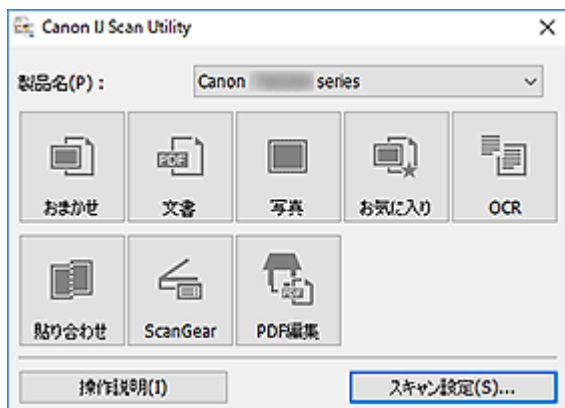 Canon IJ Scan Utility
製品名(P) :
Canon series
おまかせ 文書 写真 お気に入り OCR
PDF
貼り合わせ ScanGear PDF編集
操作説明(I) スキャン設定(S)...